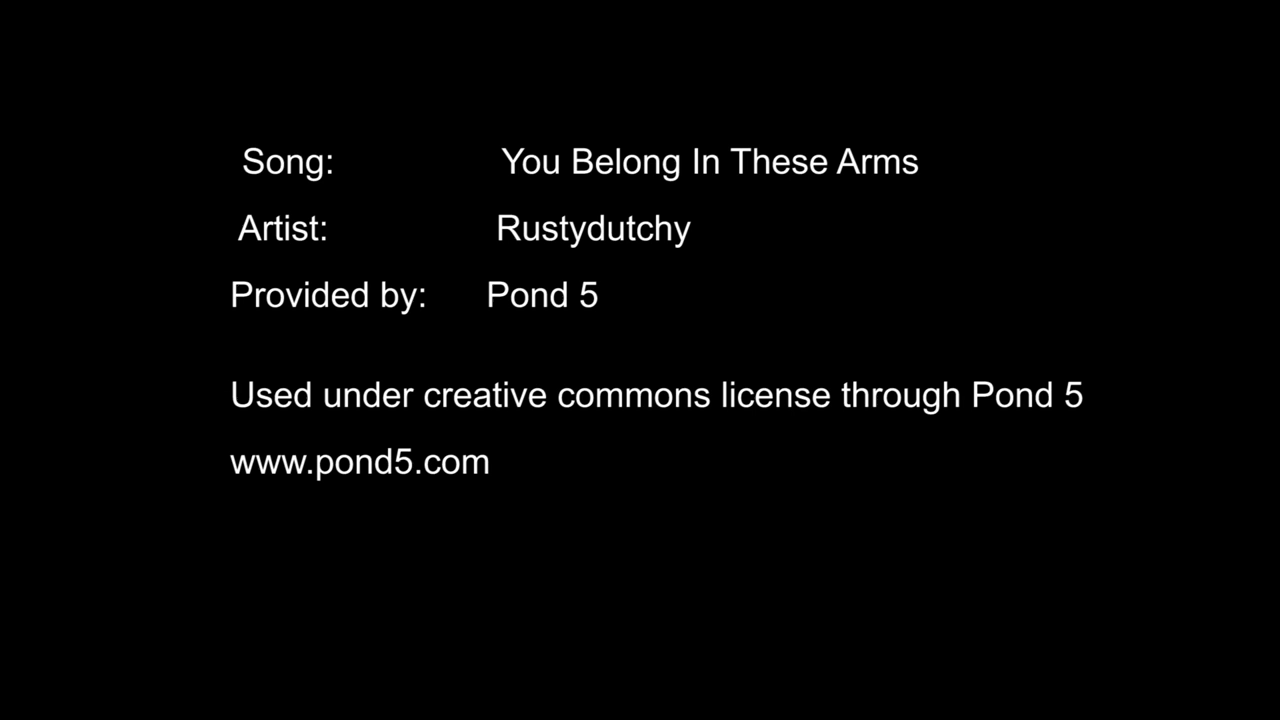 Song: You Belong In These Arms
Artist: Rustydutchy
Provided by: Pond 5
Used under creative commons license through Pond 5
www.pond5.com